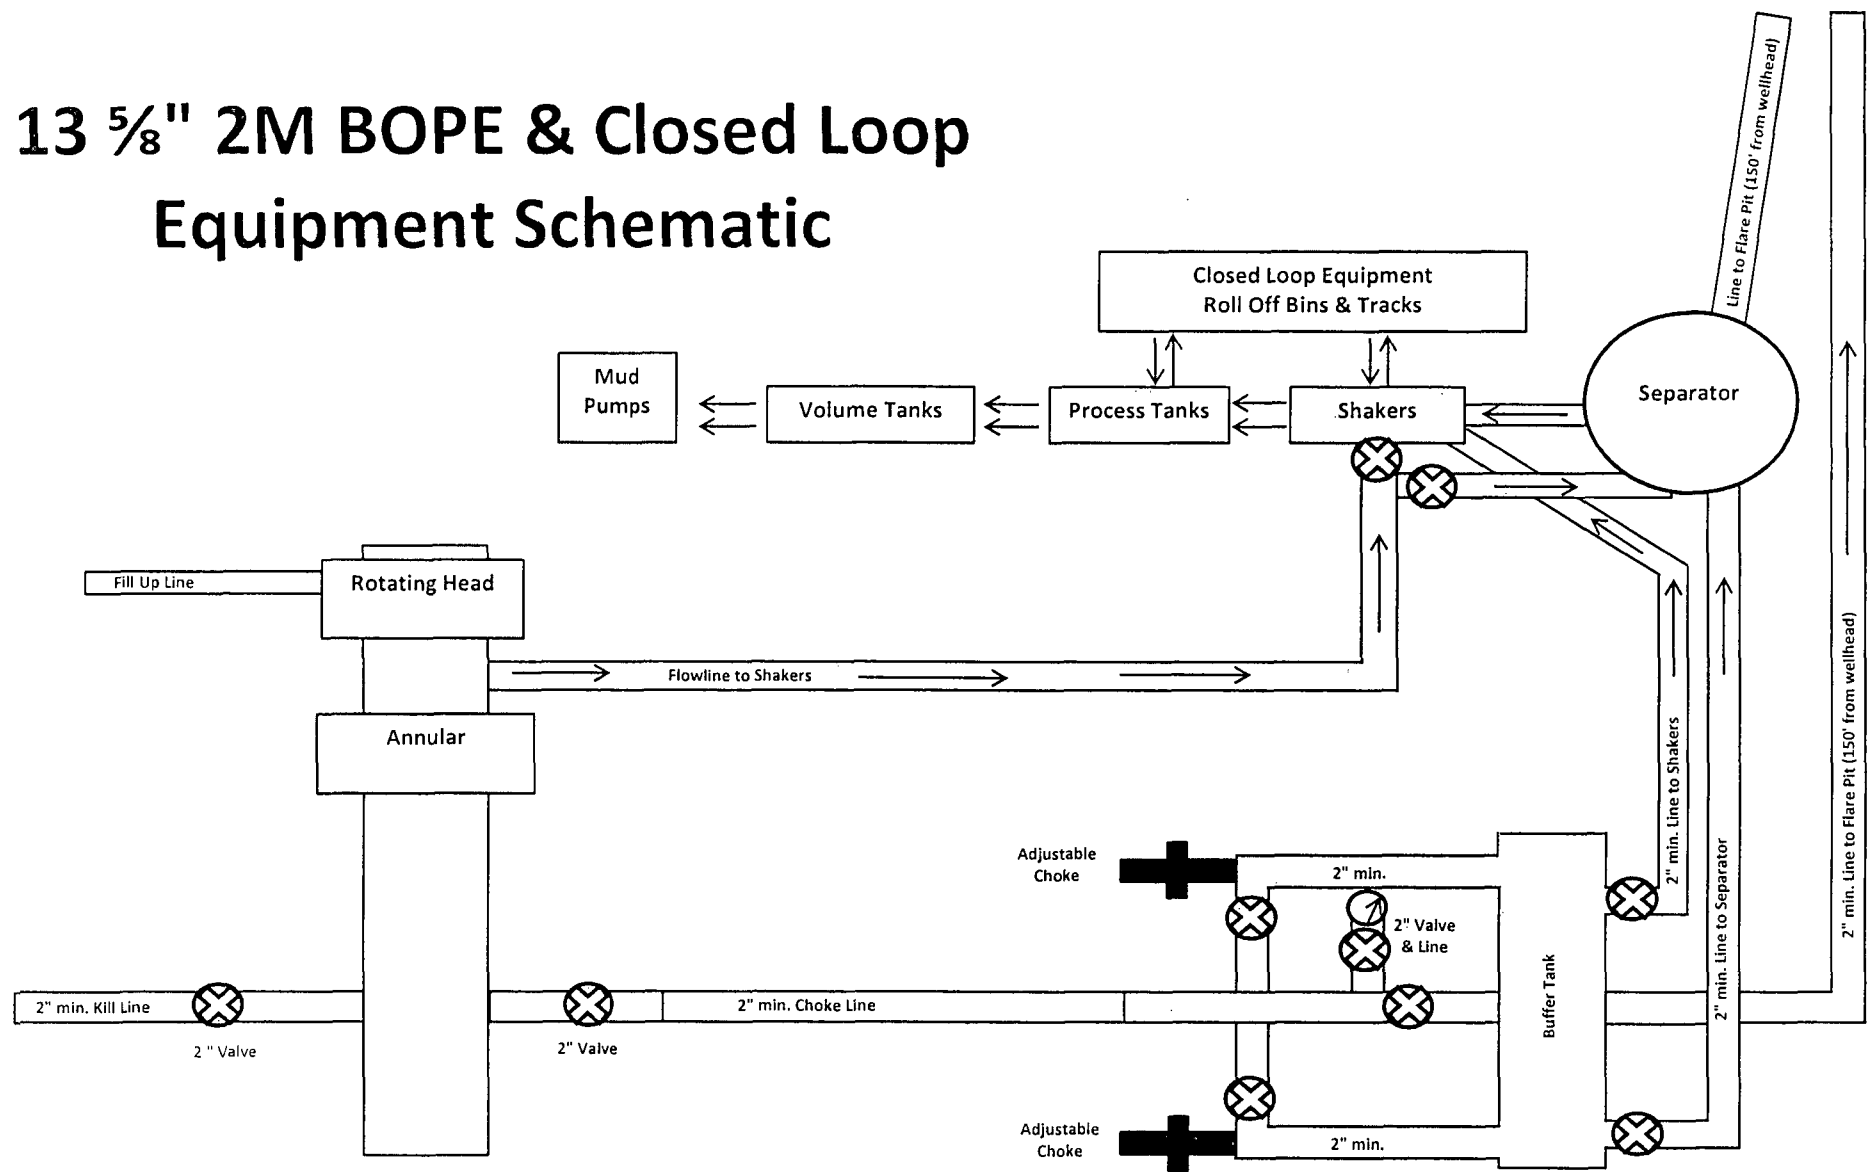 13 ⅝" 2M BOPE & Closed Loop
Equipment Schematic
Line to Flare Pit (150' from wellhead)
Closed Loop Equipment
Roll Off Bins & Tracks
Mud
Pumps
Volume Tanks
Process Tanks
Shakers
Separator
Fill Up Line
Rotating Head
Flowline to Shakers
Annular
2" min. Line to Shakers
2" min. Line to Separator
2" min. Line to Flare Pit (150' from wellhead)
Adjustable
Choke
2" min.
2" Valve
& Line
Buffer Tank
2" min. Kill Line
2" min. Choke Line
2 " Valve
2" Valve
Adjustable
Choke
2" min.